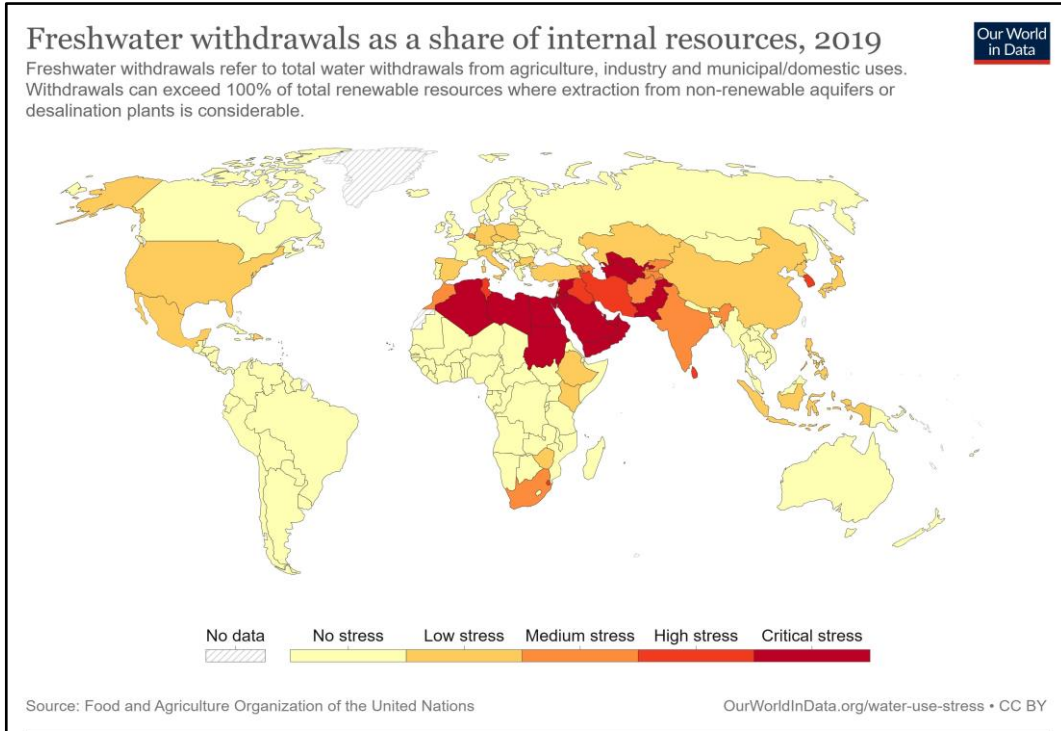 Freshwater withdrawals as a share of internal resources, 2019
Our World
in Data
Freshwater withdrawals refer to total water withdrawals from agriculture, industry and municipal/domestic uses.
Withdrawals can exceed 100% of total renewable resources where extraction from non-renewable aquifers or
desalination plants is considerable.
No data No stress Low stress Medium stress High stress Critical stress
Source: Food and Agriculture Organization of the United Nations
OurWorldInData.org/water-use-stress • CC BY